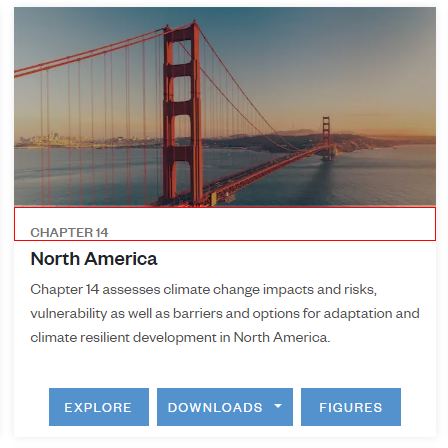 CHAPTER 14
North America
Chapter 14 assesses climate change impacts and risks,
vulnerability as well as barriers and options for adaptation and
climate resilient development in North America.
EXPLORE
DOWNLOADS
FIGURES